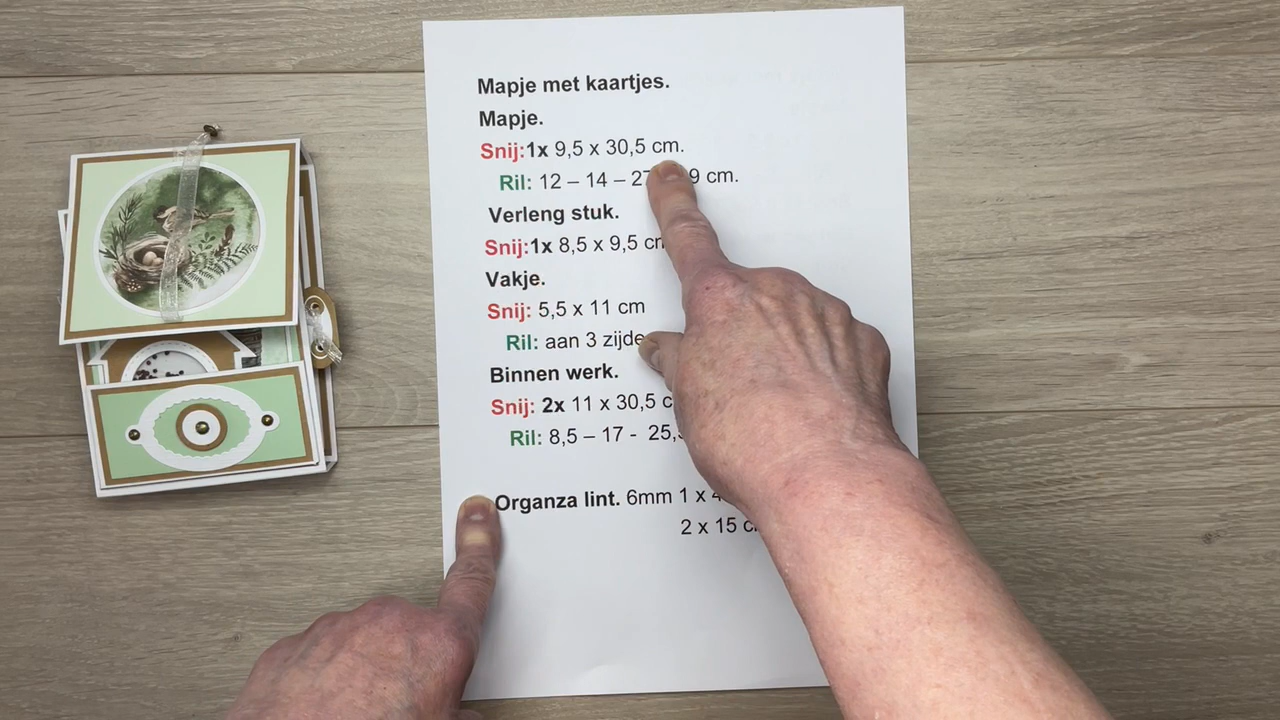 Mapje met kaartjes.
Mapje.
Snij:1x 9,5 x 30,5 cm.
Ril: 12 – 14 – 9 cm.
Verleng stuk.
Snij:1x 8,5 x 9,5
Vakje.
Snij: 5,5 x 11 cm
Ril: aan 3 zijde
Binnen werk.
Snij: 2x 11 x 30,5
Ril: 8,5 – 17 -
Organza lint. 6mm 1 x
2 x 15